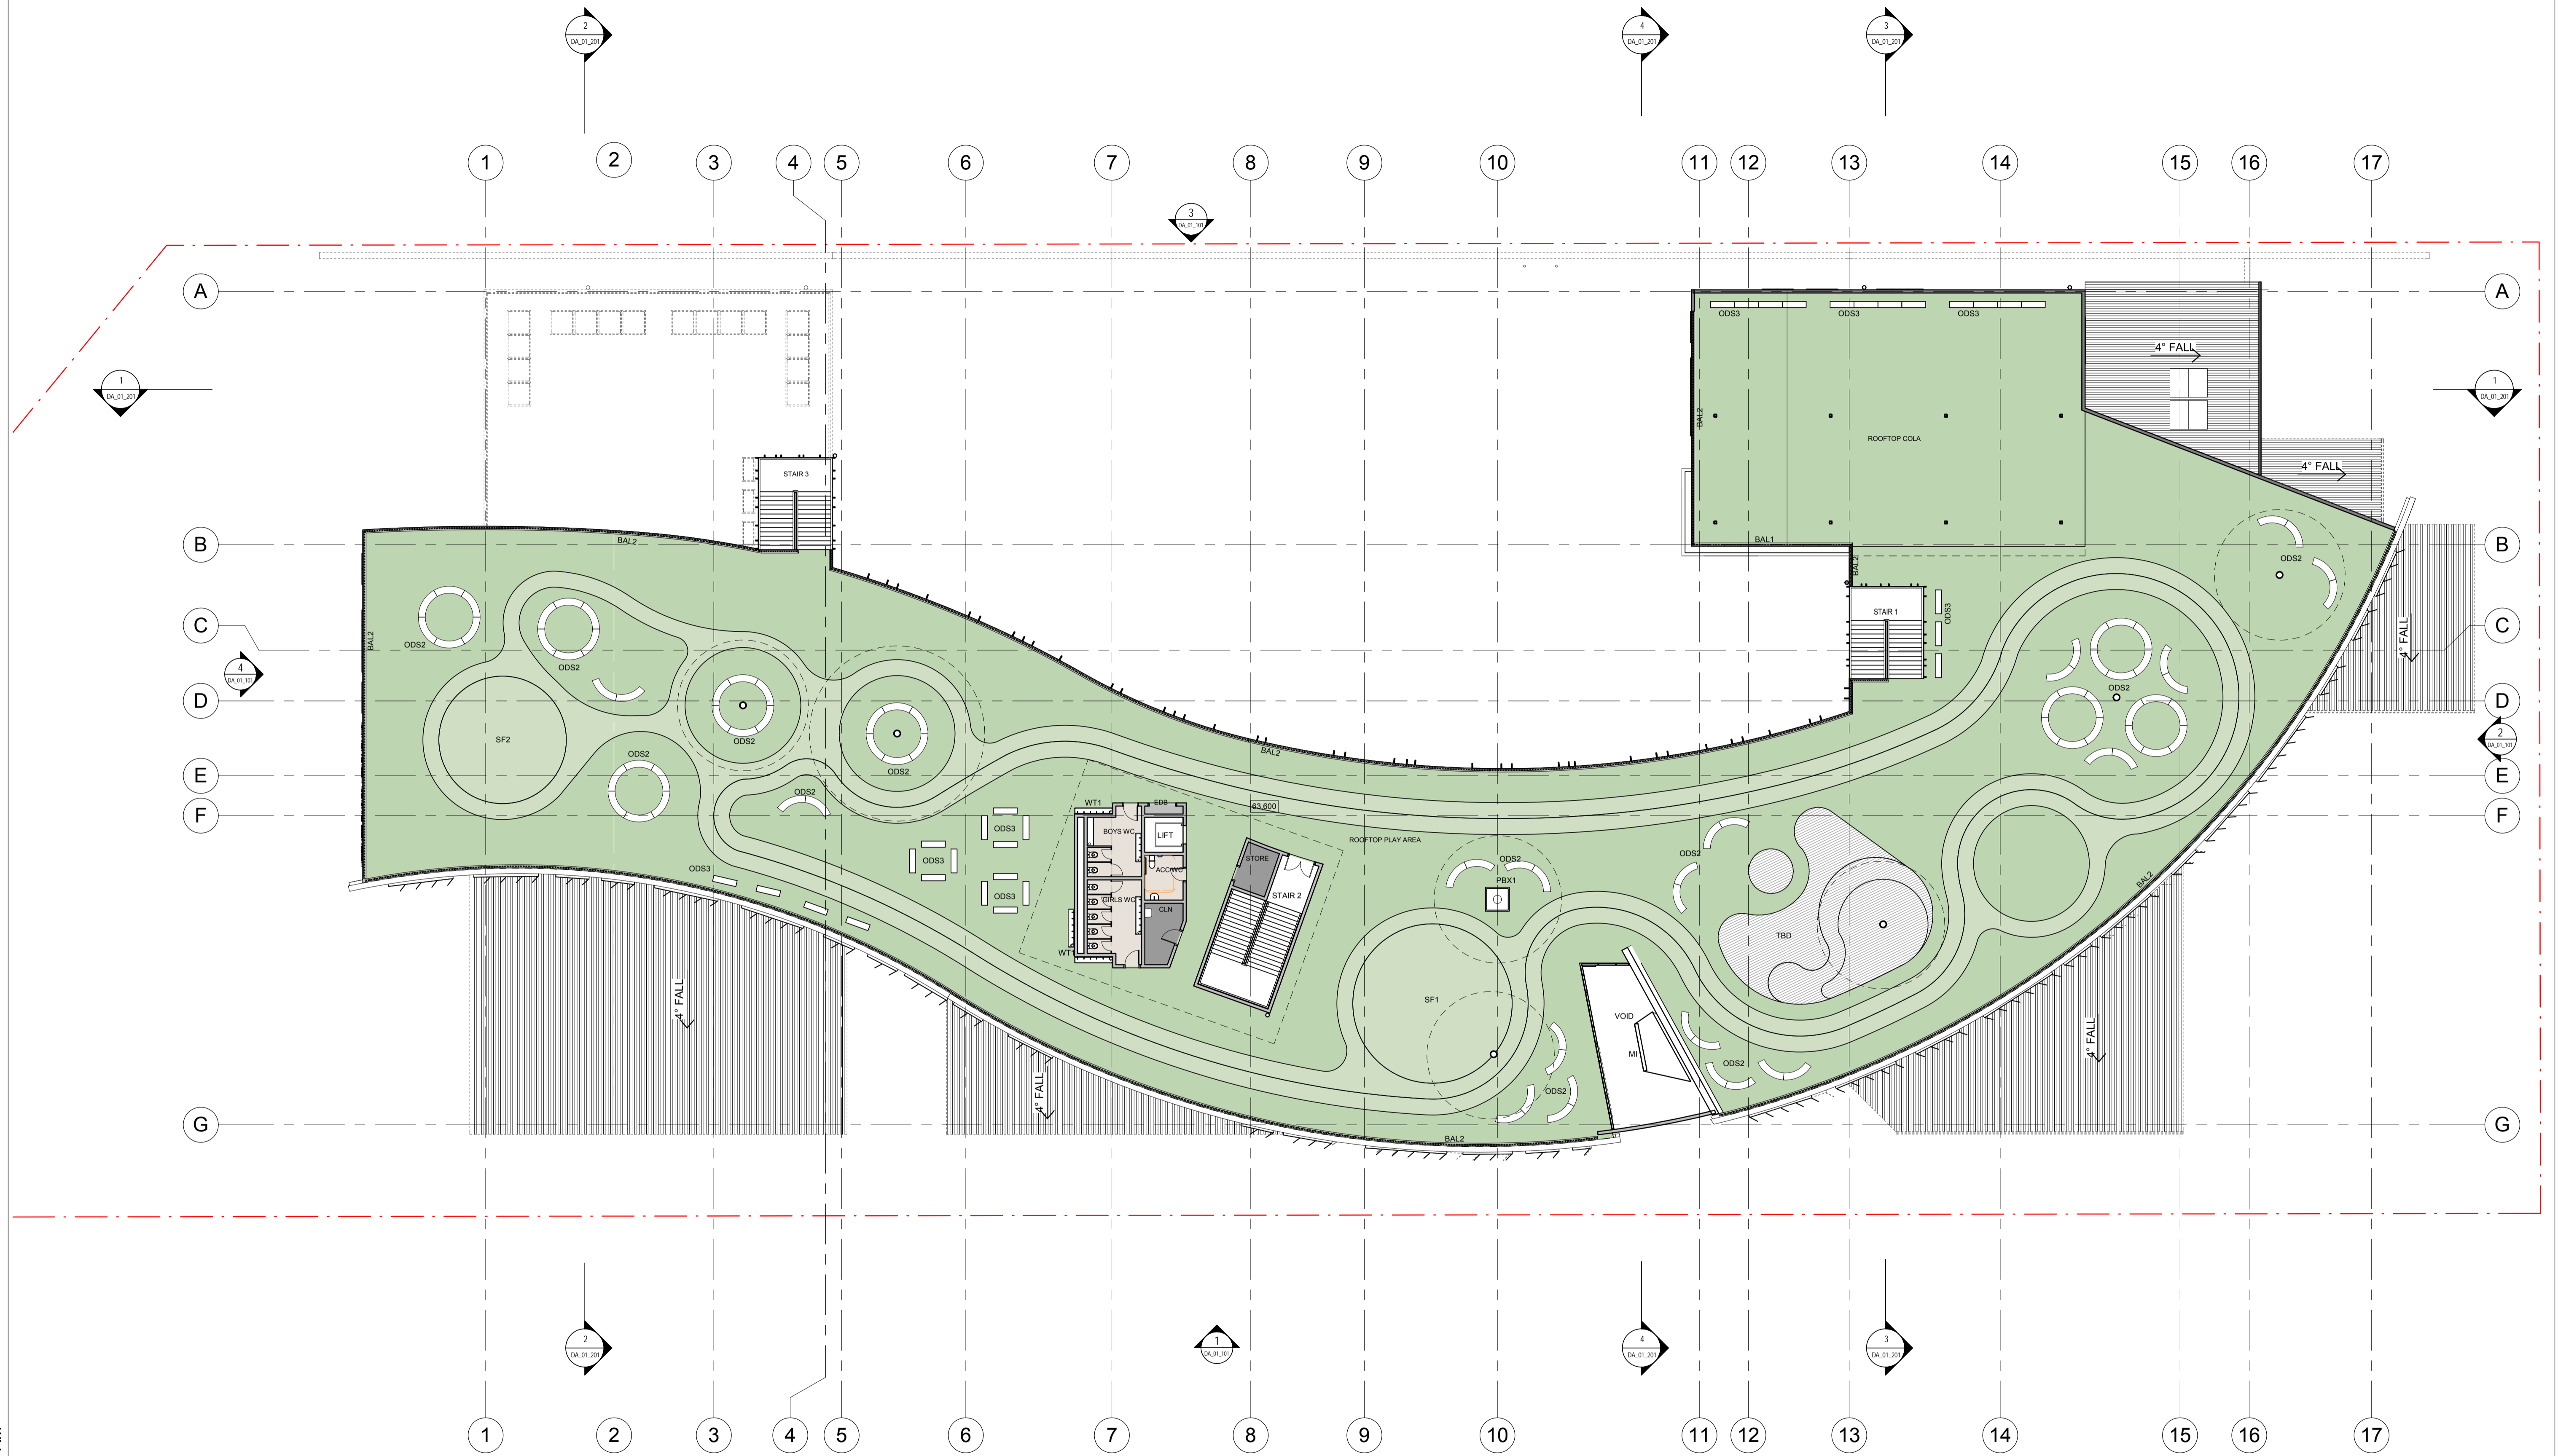 2
DA_01_201
4
DA_01_201
3
DA_01_201
1
2
3
4
5
6
7
8
9
10
11
12
13
14
15
16
17
3
DA_01_101
A
A
ODS3
ODS3
ODS3
4° FALL
1
DA_01_201
1
DA_01_201
BAL2
ROOFTOP COLA
4° FALL
STAIR 3
B
BAL2
BAL1
B
BAL2
ODS2
C
STAIR 1
ODS3
C
BAL2
ODS2
ODS2
4° FALL
4
DA_01_101
D
ODS2
D
SF2
ODS2
ODS2
BAL2
2
DA_01_101
ODS2
E
ODS2
E
F
WT1
EDB
63,600
F
ODS3
BOYS WC
LIFT
ROOFTOP PLAY AREA
ODS3
STORE
ODS2
ODS2
ODS3
ACC WC
PBX1
BAL2
ODS3
GIRLS WC
STAIR 2
CLN
TBD
WT1
4° FALL
SF1
VOID
4° FALL
MI
ODS2
4° FALL
ODS2
G
BAL2
G
2
DA_01_201
1
DA_01_101
4
DA_01_201
3
DA_01_201
1
2
3
4
5
6
7
8
9
10
11
12
13
14
15
16
17